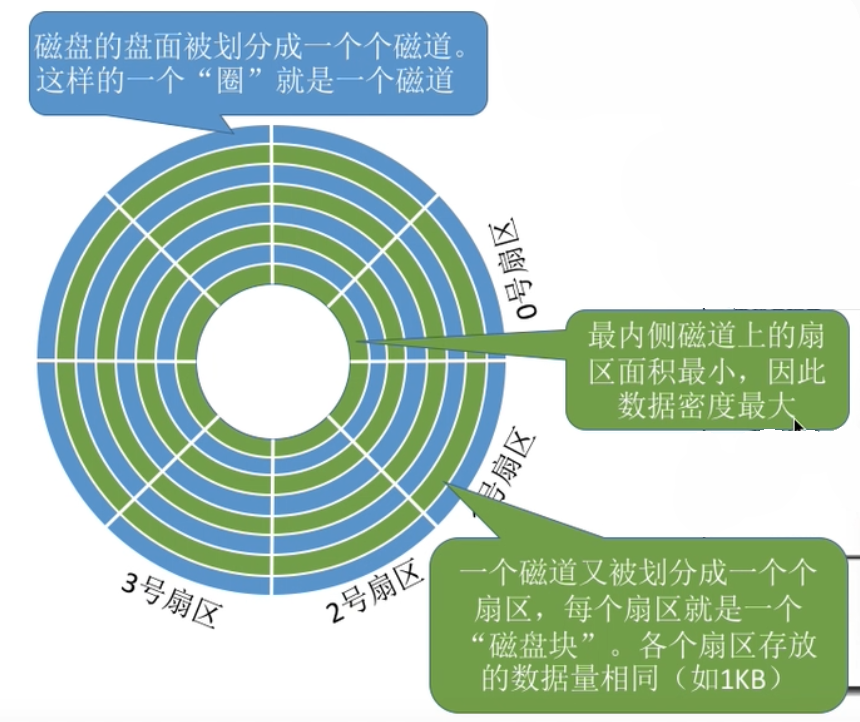 磁盘的盘面被划分成一个个磁道。
这样的一个“圈”就是一个磁道
0号扇区
最内侧磁道上的扇
区面积最小，因此
数据密度最大
号扇区
一个磁道又被划分成一个个
扇区，每个扇区就是一个
“磁盘块”。各个扇区存放
的数据量相同（如1KB）
2号扇区
3号扇区